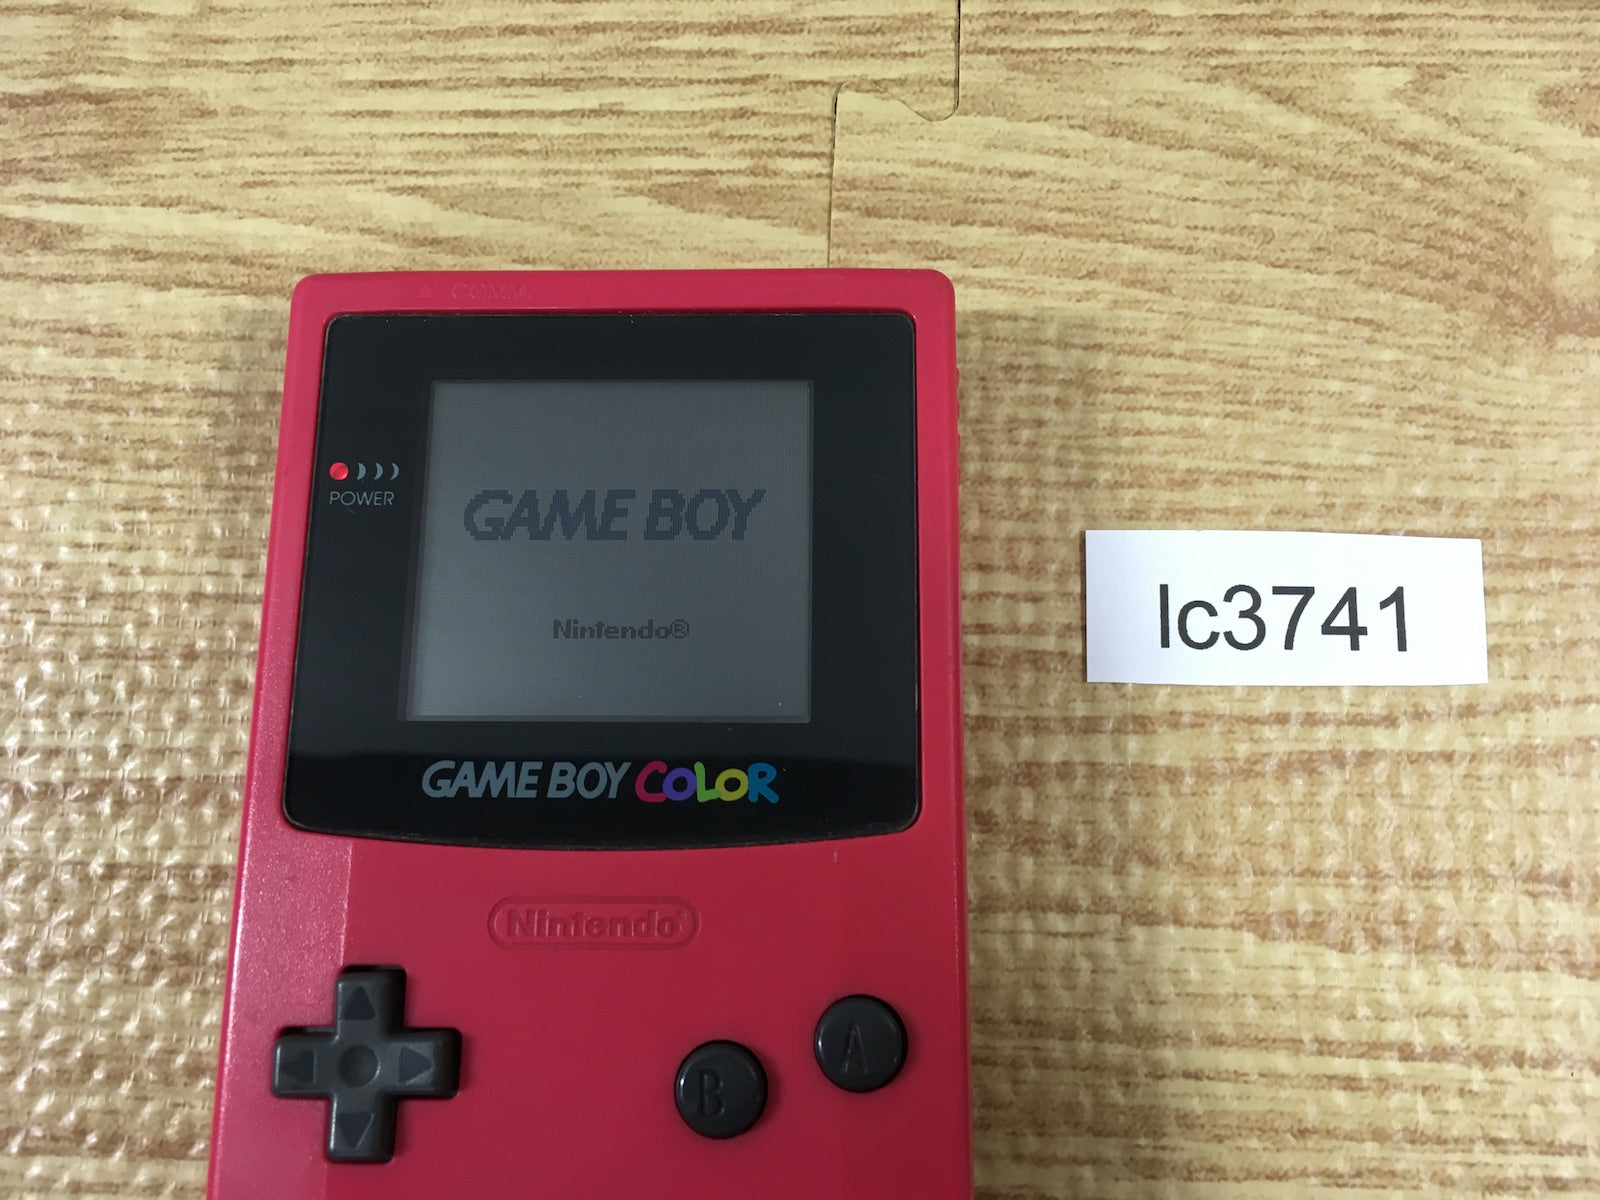 COMM.
POWER
GAME BOY
Nintendo®
GAME BOY COLOR
lc3741
Nintendo®
A
B